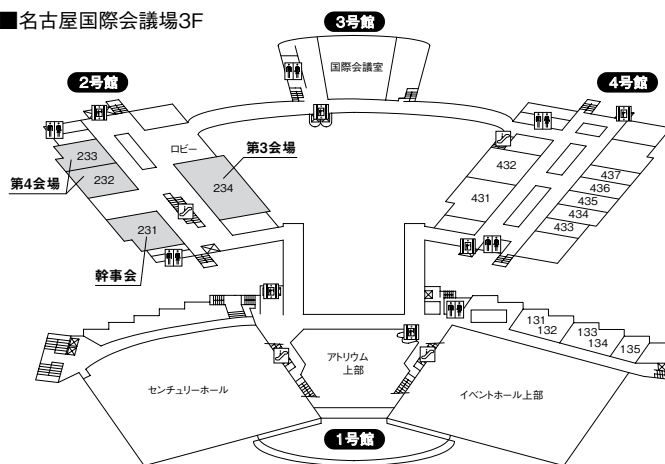 ■名古屋国際会議場3F
3号館
国際会議室
2号館
4号館
ロビー
第3会場
233
232
第4会場
234
231
幹事会
432
431
437
436
435
434
433
131
132
133
134
135
アトリウム
上部
センチュリーホール
イベントホール上部
1号館